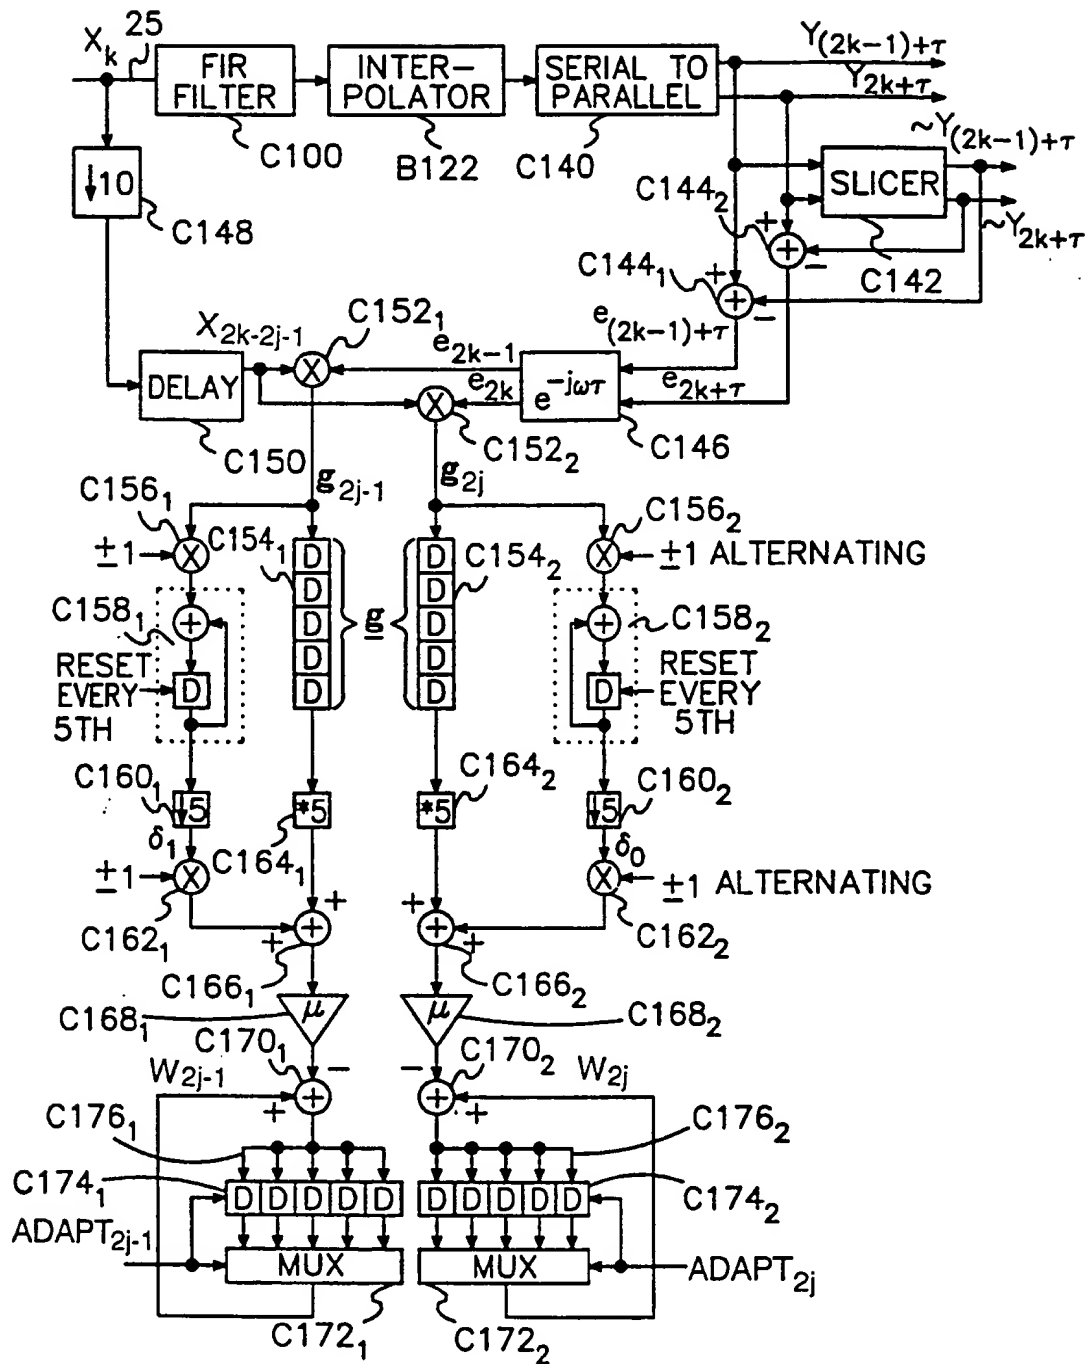 X_k 25
FIR FILTER
INTER-POLATOR
SERIAL TO PARALLEL
Y_(2k-1)+τ
Y_2k+τ
C100
B122
C140
~Y_(2k-1)+τ
SLICER
~Y_2k+τ
C142
↓10
C148
C144_2
+
−
C144_1
+
−
e_(2k-1)+τ
X_2k-2j-1
C152_1
e_2k-1
e_2k
e^-jωτ
e_2k+τ
C146
DELAY
C150
C152_2
g_2j-1
g_2j
C156_1
±1
C154_1
D
D
D
D
D
g
D
D
D
D
D
C154_2
C156_2
±1 ALTERNATING
C158_1
+
D
RESET EVERY 5TH
C158_2
+
D
RESET EVERY 5TH
C160_1
↓5
δ_1
*5
C164_1
C164_2
*5
C160_2
↓5
δ_0
±1
C162_1
±1 ALTERNATING
C162_2
+
+
C166_1
+
+
C166_2
C168_1
μ
μ
C168_2
C170_1
−
+
C170_2
−
+
W_2j-1
W_2j
C176_1
C176_2
C174_1
D D D D D
D D D D D
C174_2
ADAPT_2j-1
MUX
MUX
ADAPT_2j
C172_1
C172_2